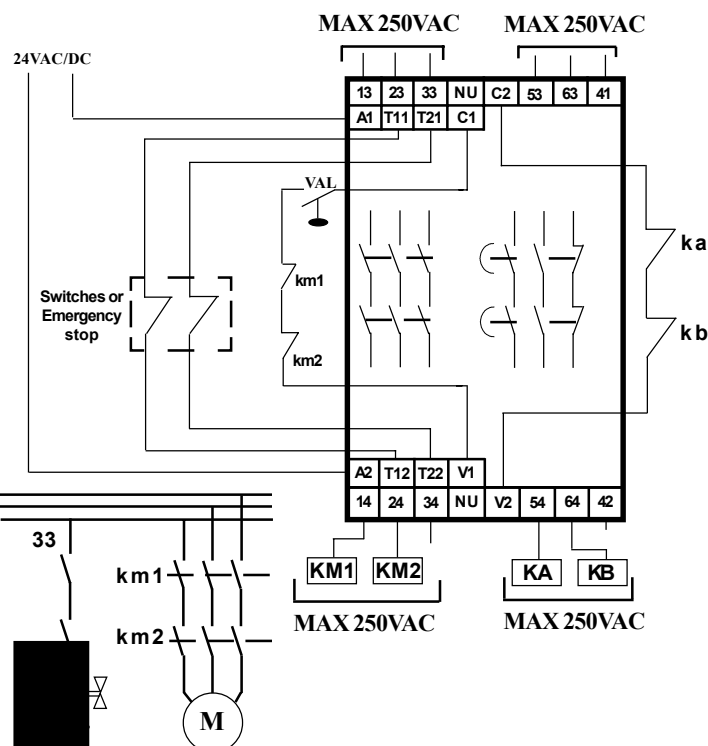 MAX 250VAC MAX 250VAC
24VAC/DC
13 23 33 NU C2 53 63 41
A1 T11 T21 C1
VAL
ka
km1
Switches or
Emergency
stop
kb
km2
A2 T12 T22 V1
14 24 34 NU V2 54 64 42
33
KM1 KM2 KA KB
km1
MAX 250VAC MAX 250VAC
km2
M